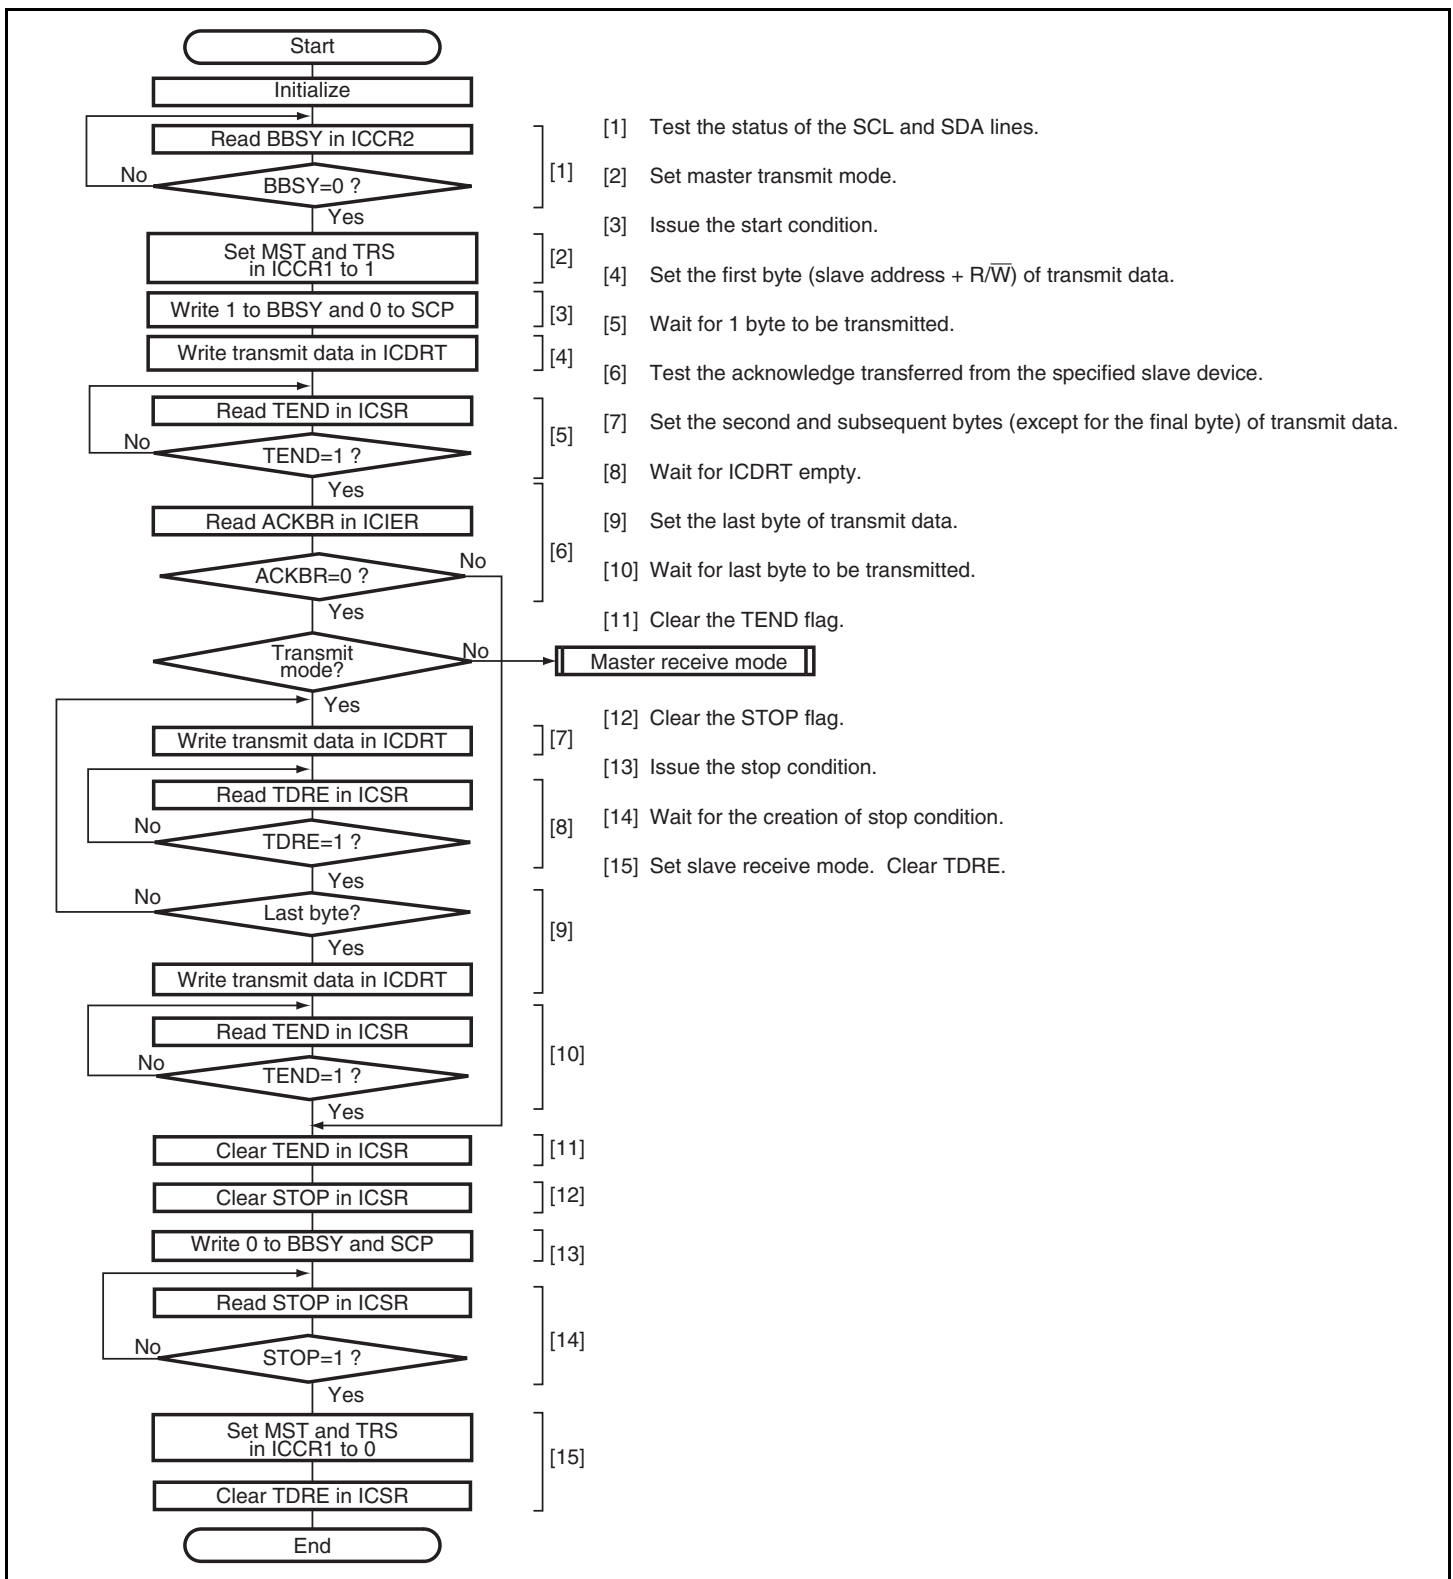 Start
Initialize
Read BBSY in ICCR2
No
BBSY=0 ?
[1]
Yes
Set MST and TRS
in ICCR1 to 1
[2]
Write 1 to BBSY and 0 to SCP
[3]
Write transmit data in ICDRT
[4]
Read TEND in ICSR
No
TEND=1 ?
[5]
Yes
Read ACKBR in ICIER
No
ACKBR=0 ?
[6]
Yes
Transmit
mode?
No
Master receive mode
Yes
Write transmit data in ICDRT
[7]
Read TDRE in ICSR
No
TDRE=1 ?
[8]
Yes
No
Last byte?
[9]
Yes
Write transmit data in ICDRT
Read TEND in ICSR
No
TEND=1 ?
[10]
Yes
Clear TEND in ICSR
[11]
Clear STOP in ICSR
[12]
Write 0 to BBSY and SCP
[13]
Read STOP in ICSR
No
STOP=1 ?
[14]
Yes
Set MST and TRS
in ICCR1 to 0
[15]
Clear TDRE in ICSR
End
[1] Test the status of the SCL and SDA lines.
[2] Set master transmit mode.
[3] Issue the start condition.
[4] Set the first byte (slave address + R/W̅) of transmit data.
[5] Wait for 1 byte to be transmitted.
[6] Test the acknowledge transferred from the specified slave device.
[7] Set the second and subsequent bytes (except for the final byte) of transmit data.
[8] Wait for ICDRT empty.
[9] Set the last byte of transmit data.
[10] Wait for last byte to be transmitted.
[11] Clear the TEND flag.
[12] Clear the STOP flag.
[13] Issue the stop condition.
[14] Wait for the creation of stop condition.
[15] Set slave receive mode. Clear TDRE.